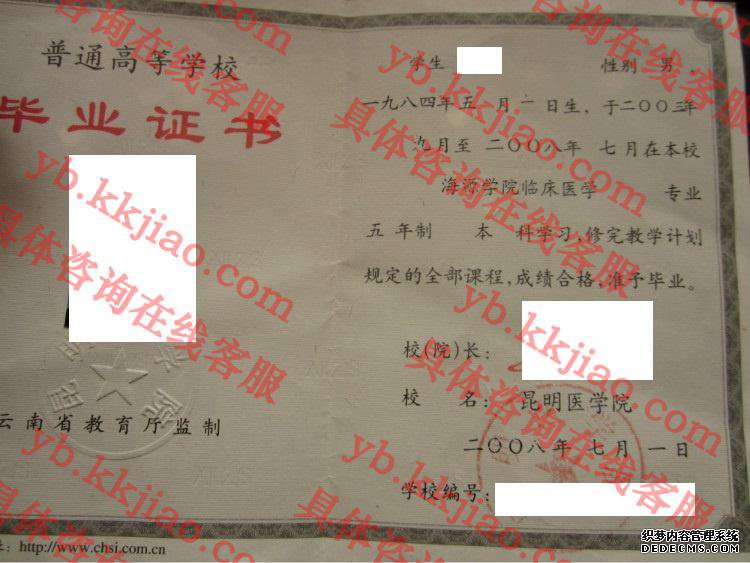 普通高等学校
毕业证书
云南省教育厅监制
http://www.chsi.com.cn
学生 性别 男,
一九八四年五月一日生,于二〇〇三年
九月至二〇〇八年 七月在本校
海源学院临床医学 专业
五 年制 本 科学习,修完教学计划
规定的全部课程,成绩合格,准予毕业。
校(院)长:
校 名: 昆明医学院
二〇〇八年 七月 一日
学校编号:
yb.kkjiao.com
具体咨询在线客服
织梦内容管理系统
DEDECMS.COM